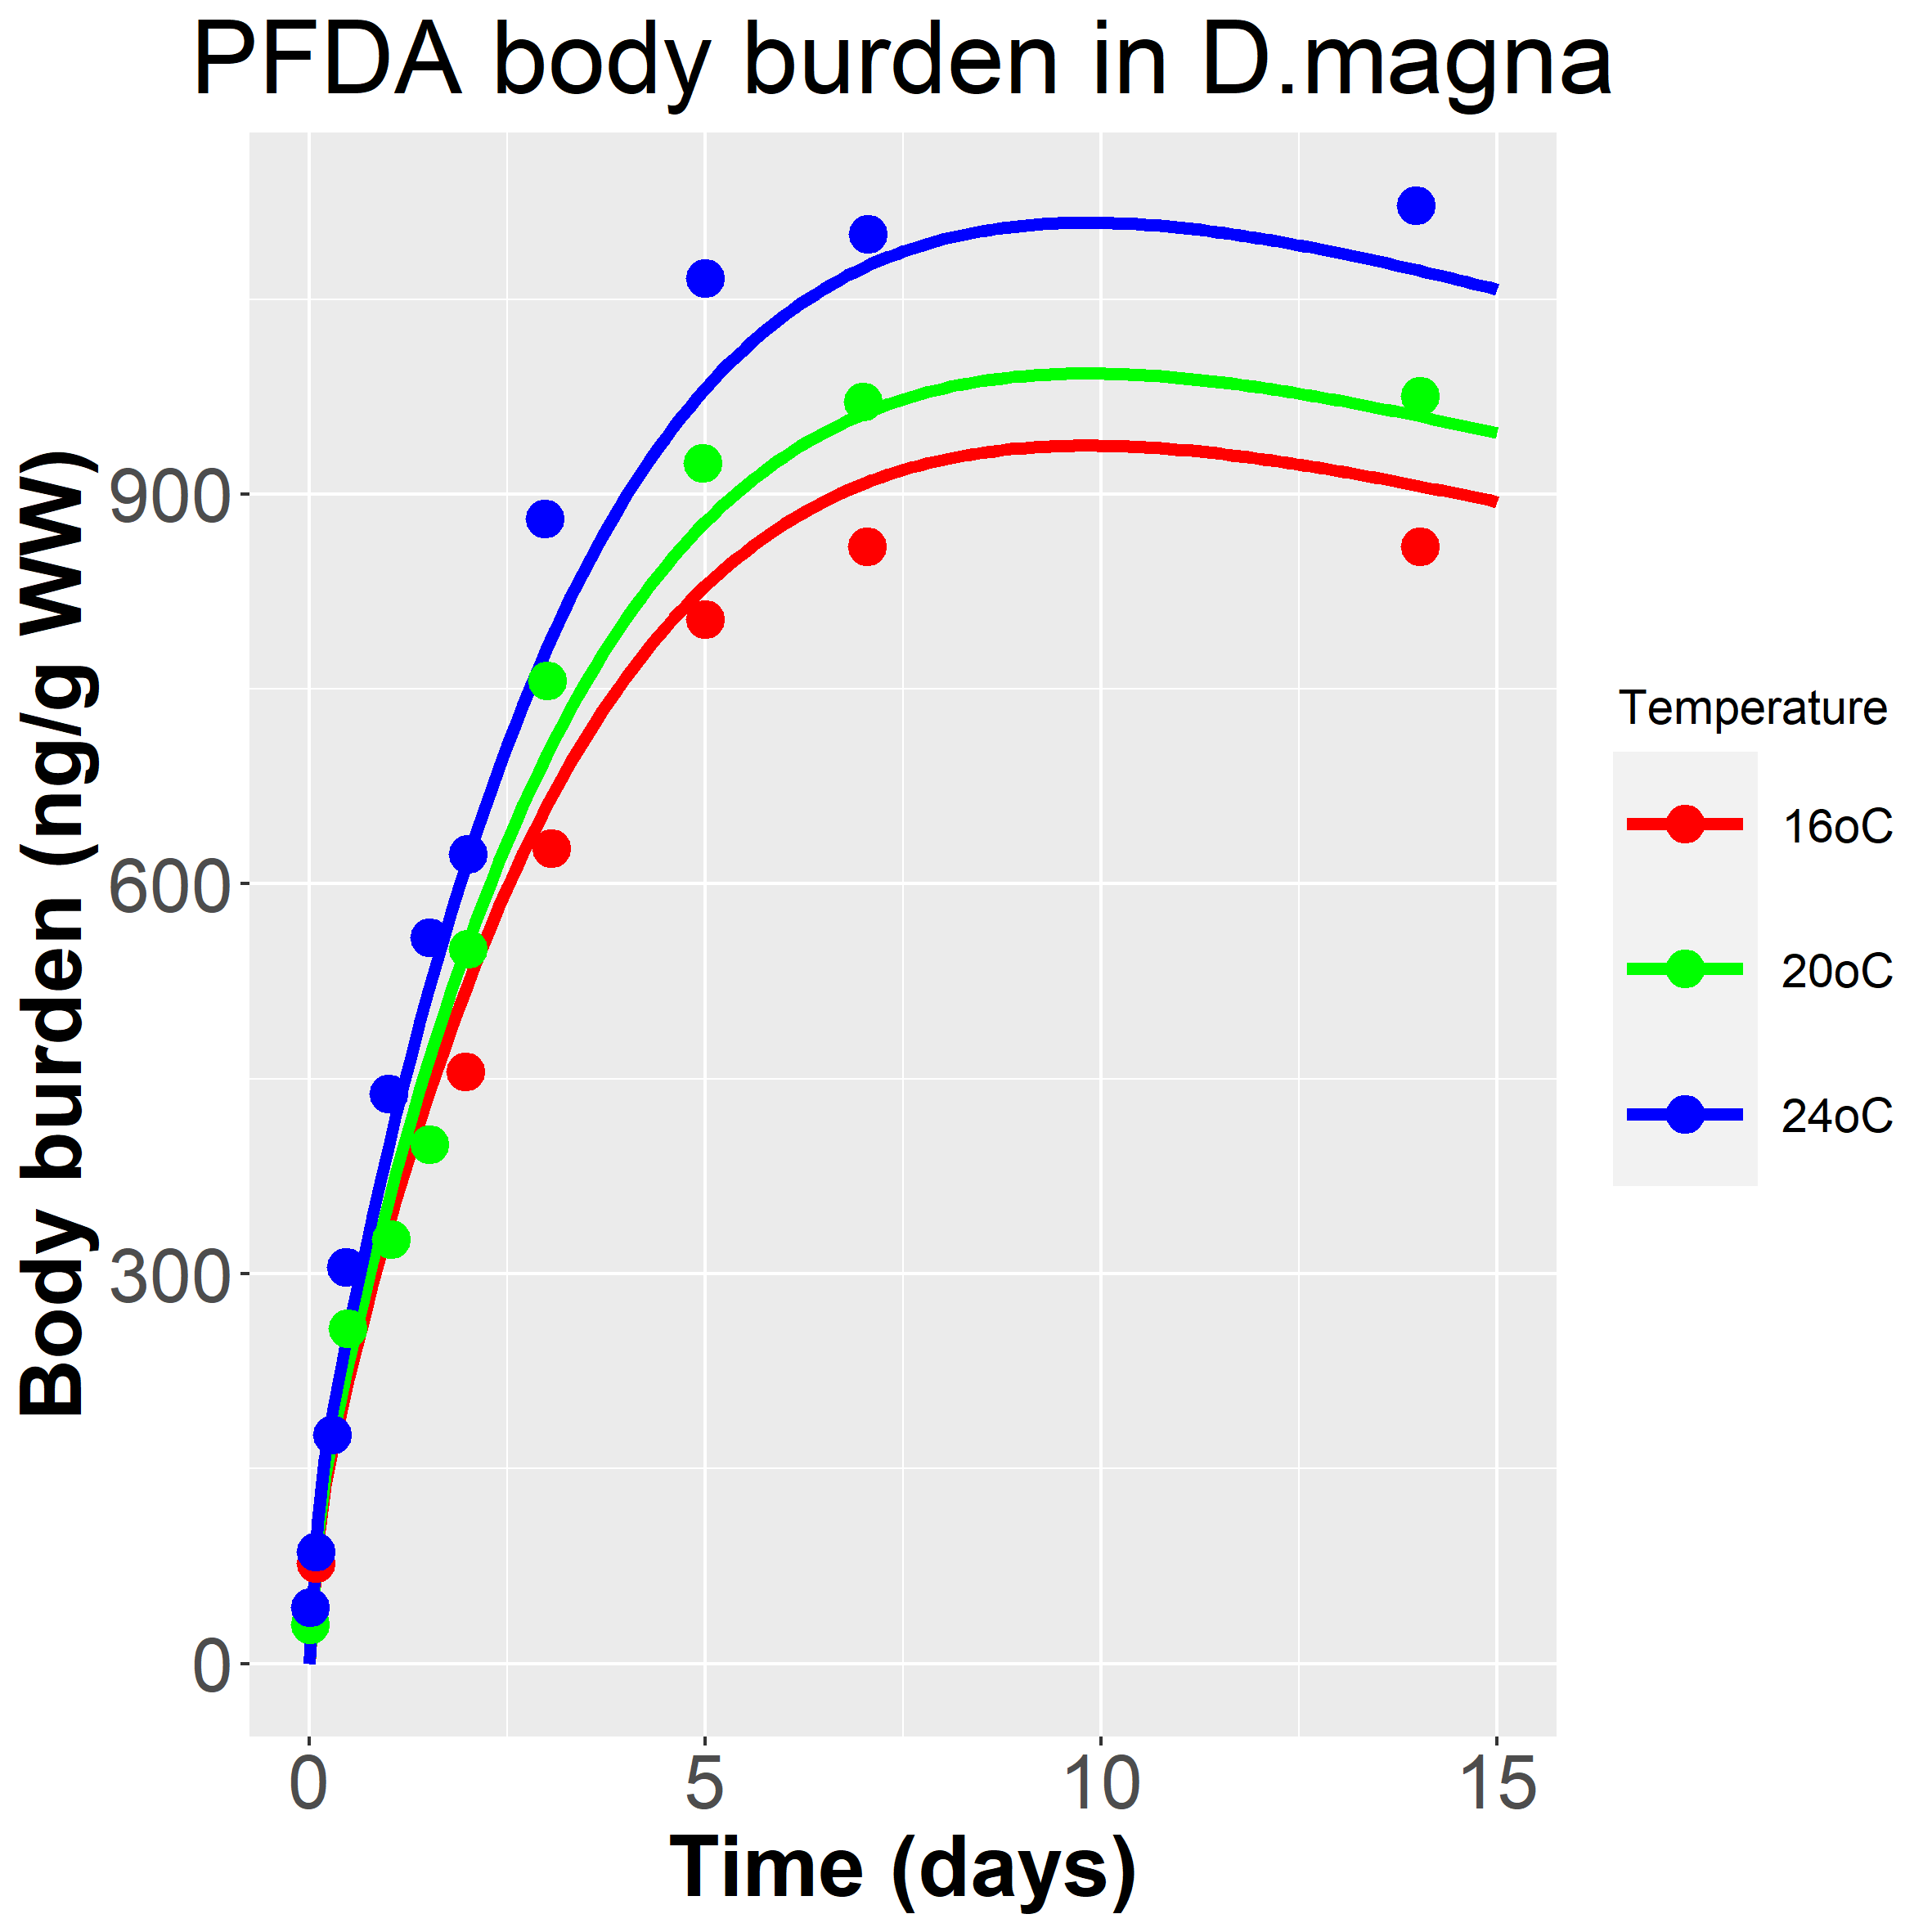 PFDA body burden in D.magna
Body burden (ng/g WW)
900
600
300
0
0
5
10
15
Time (days)
Temperature
16oC
20oC
24oC